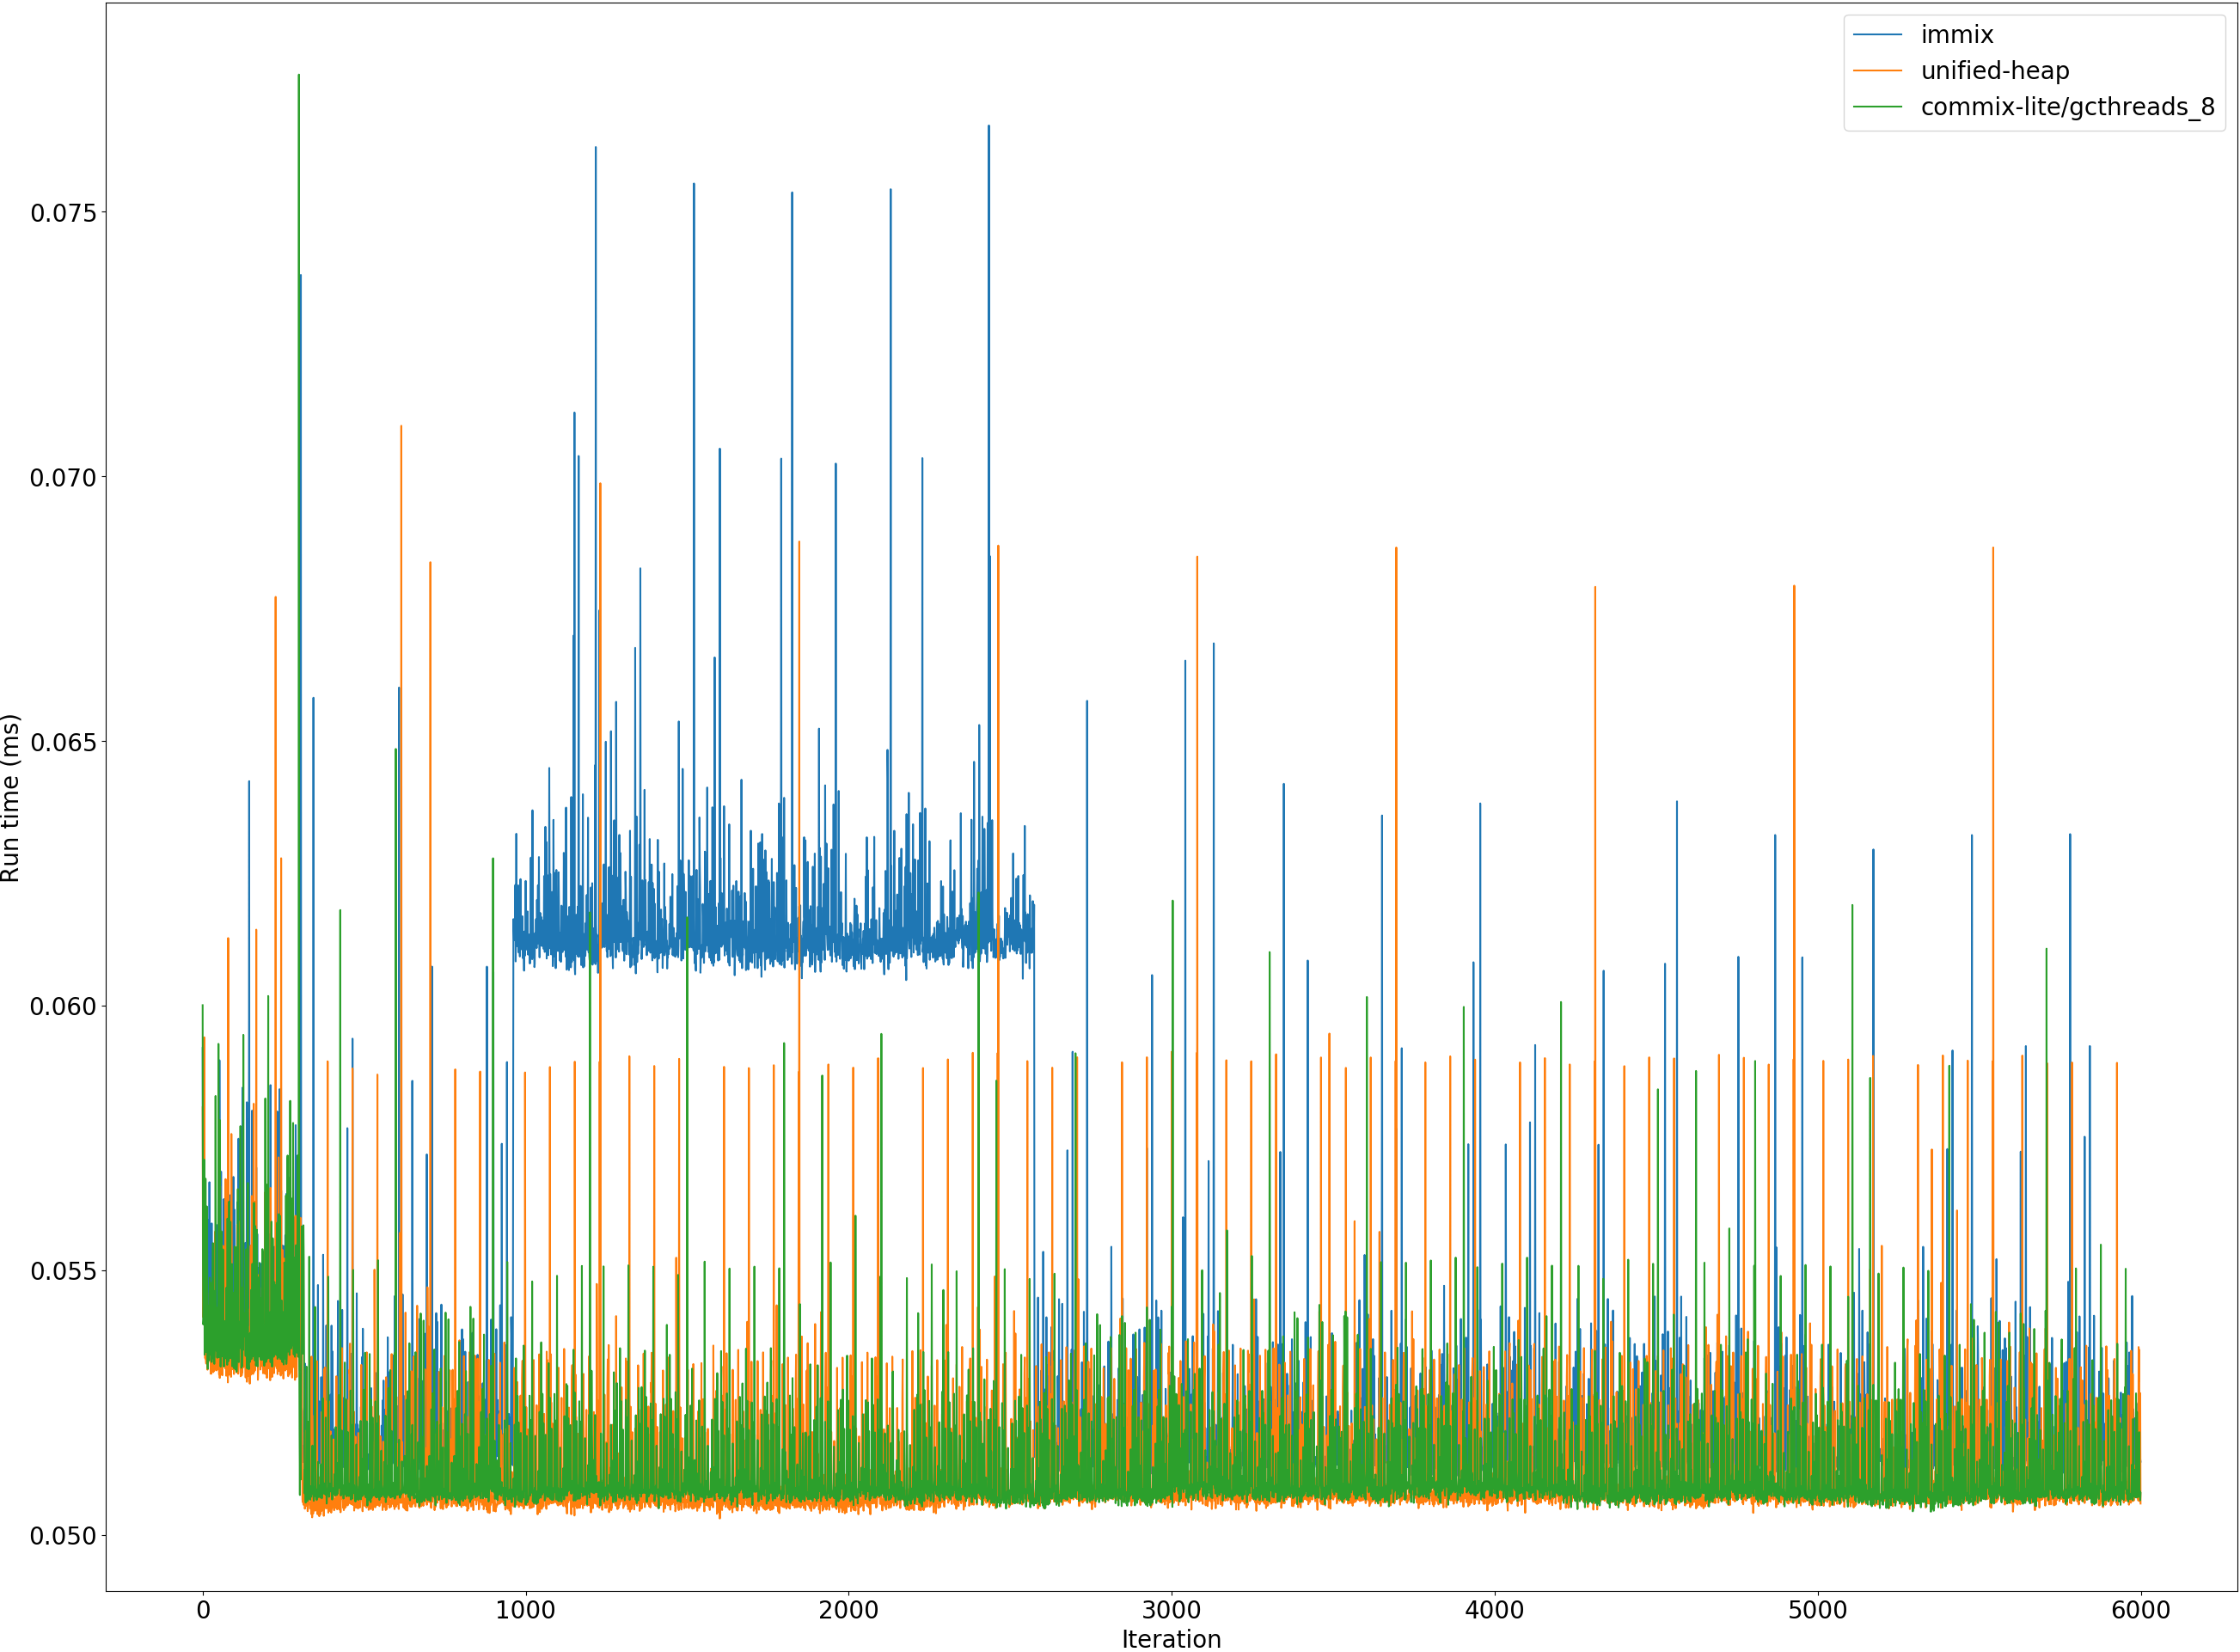 immix
unified-heap
commix-lite/gcthreads_8
Run time (ms)
0.075
0.070
0.065
0.060
0.055
0.050
0 1000 2000 3000 4000 5000 6000
Iteration